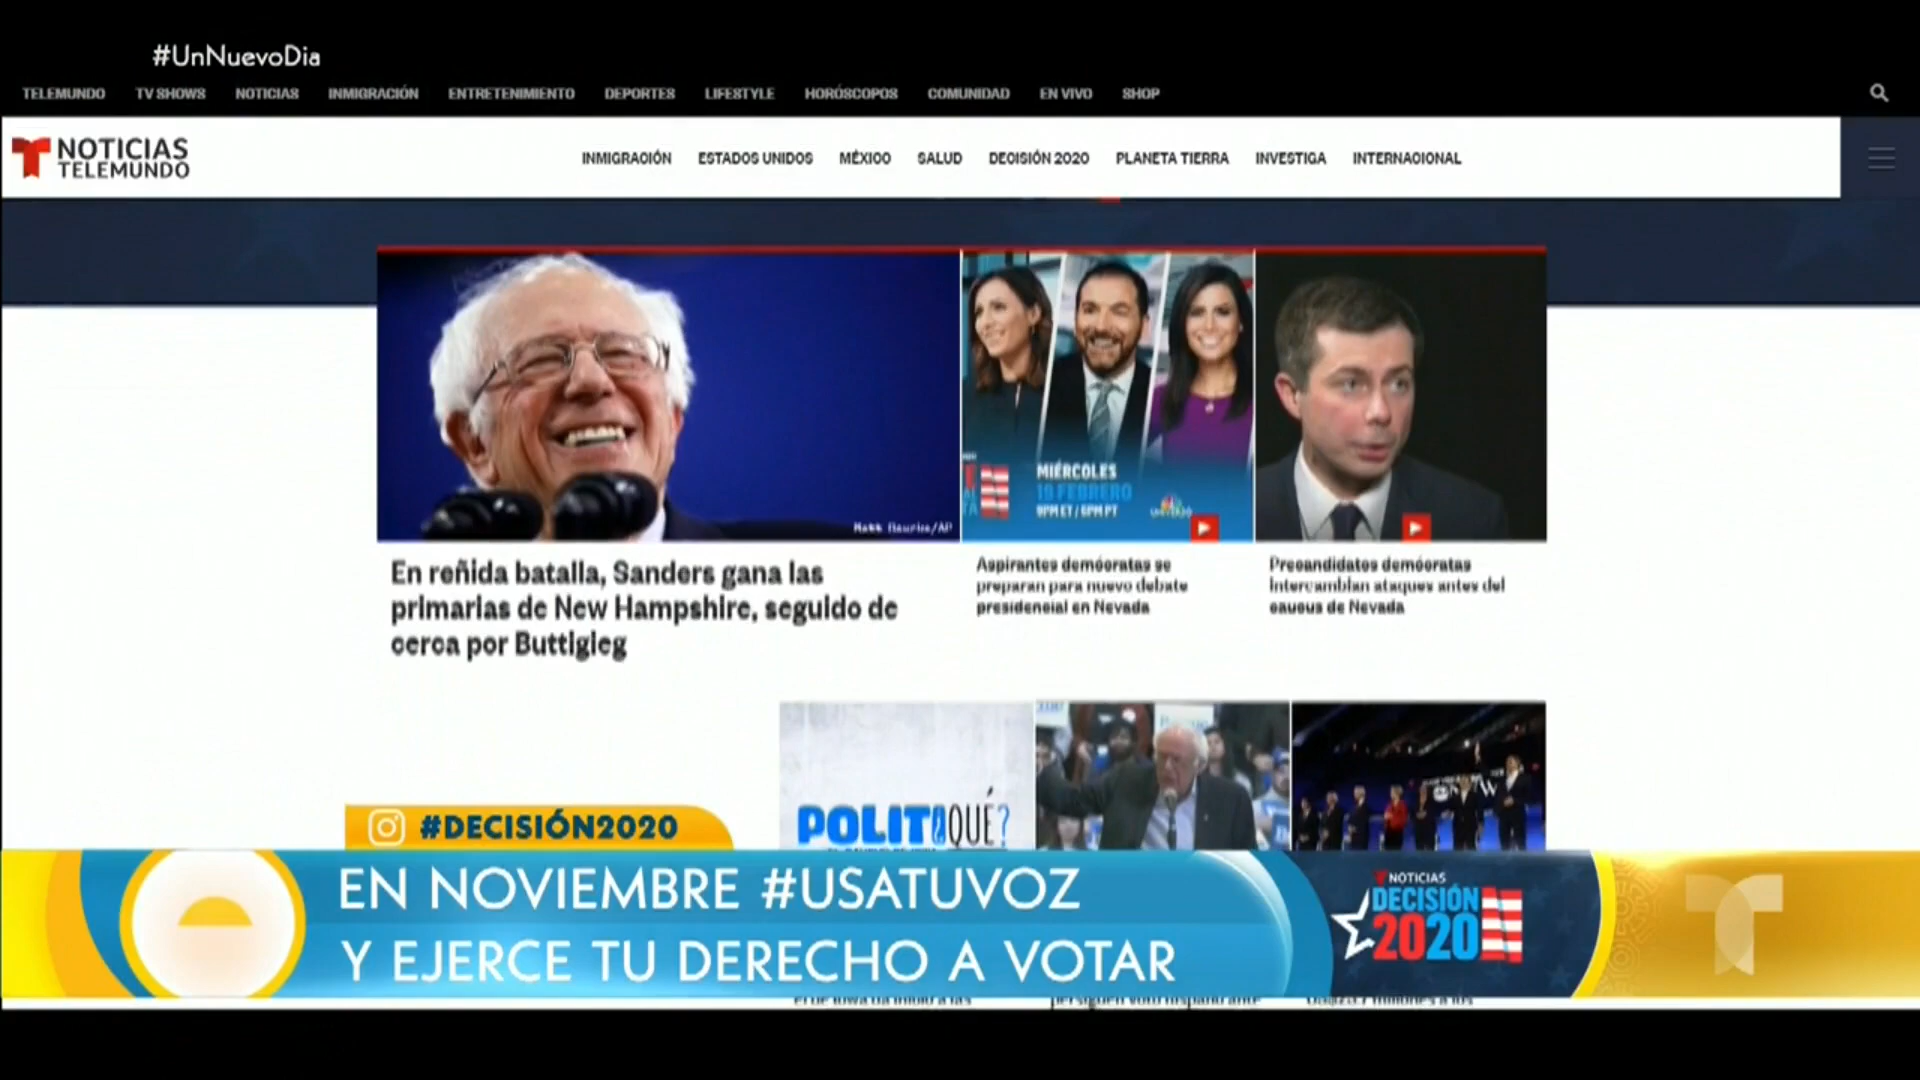 #UnNuevoDia
TELEMUNDO TV SHOWS NOTICIAS INMIGRACIÓN ENTRETENIMIENTO DEPORTES LIFESTYLE HORÓSCOPOS COMUNIDAD EN VIVO SHOP
NOTICIAS
TELEMUNDO
INMIGRACIÓN ESTADOS UNIDOS MÉXICO SALUD DECISIÓN 2020 PLANETA TIERRA INVESTIGA INTERNACIONAL
MIÉRCOLES
19 FEBRERO
9PM ET / 6PM PT
En reñida batalla, Sanders gana las
primarias de New Hampshire, seguido de
cerca por Buttigieg
Aspirantes demócratas se
preparan para nuevo debate
presidencial en Nevada
Precandidatos demócratas
intercambian ataques antes del
caucus de Nevada
POLITIQUÉ?
#DECISIÓN2020
EN NOVIEMBRE #USATUVOZ
Y EJERCE TU DERECHO A VOTAR
NOTICIAS
DECISIÓN
2020